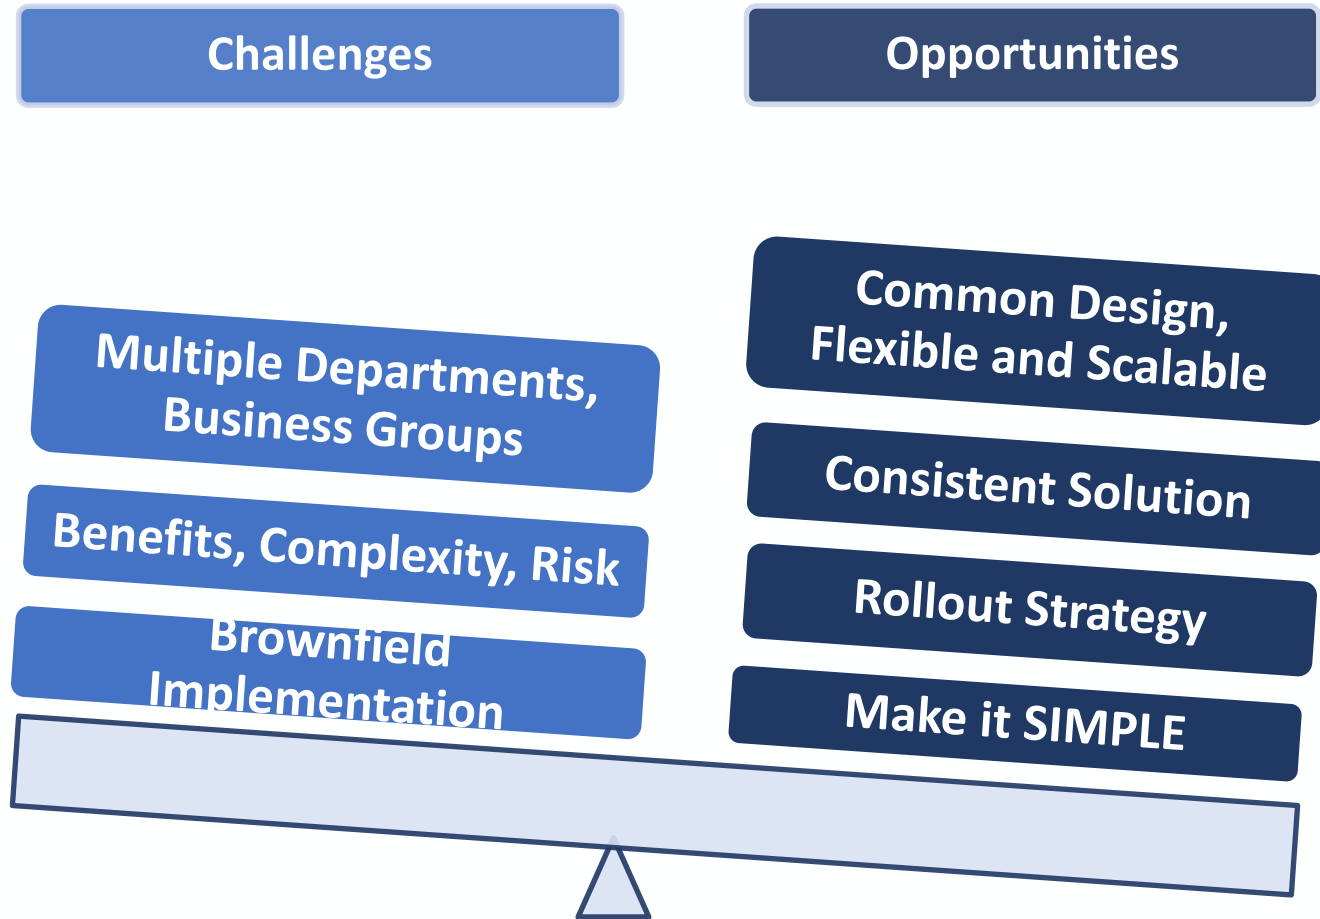 Challenges
Opportunities
Multiple Departments,
Business Groups
Benefits, Complexity, Risk
Brownfield
Implementation
Common Design,
Flexible and Scalable
Consistent Solution
Rollout Strategy
Make it SIMPLE